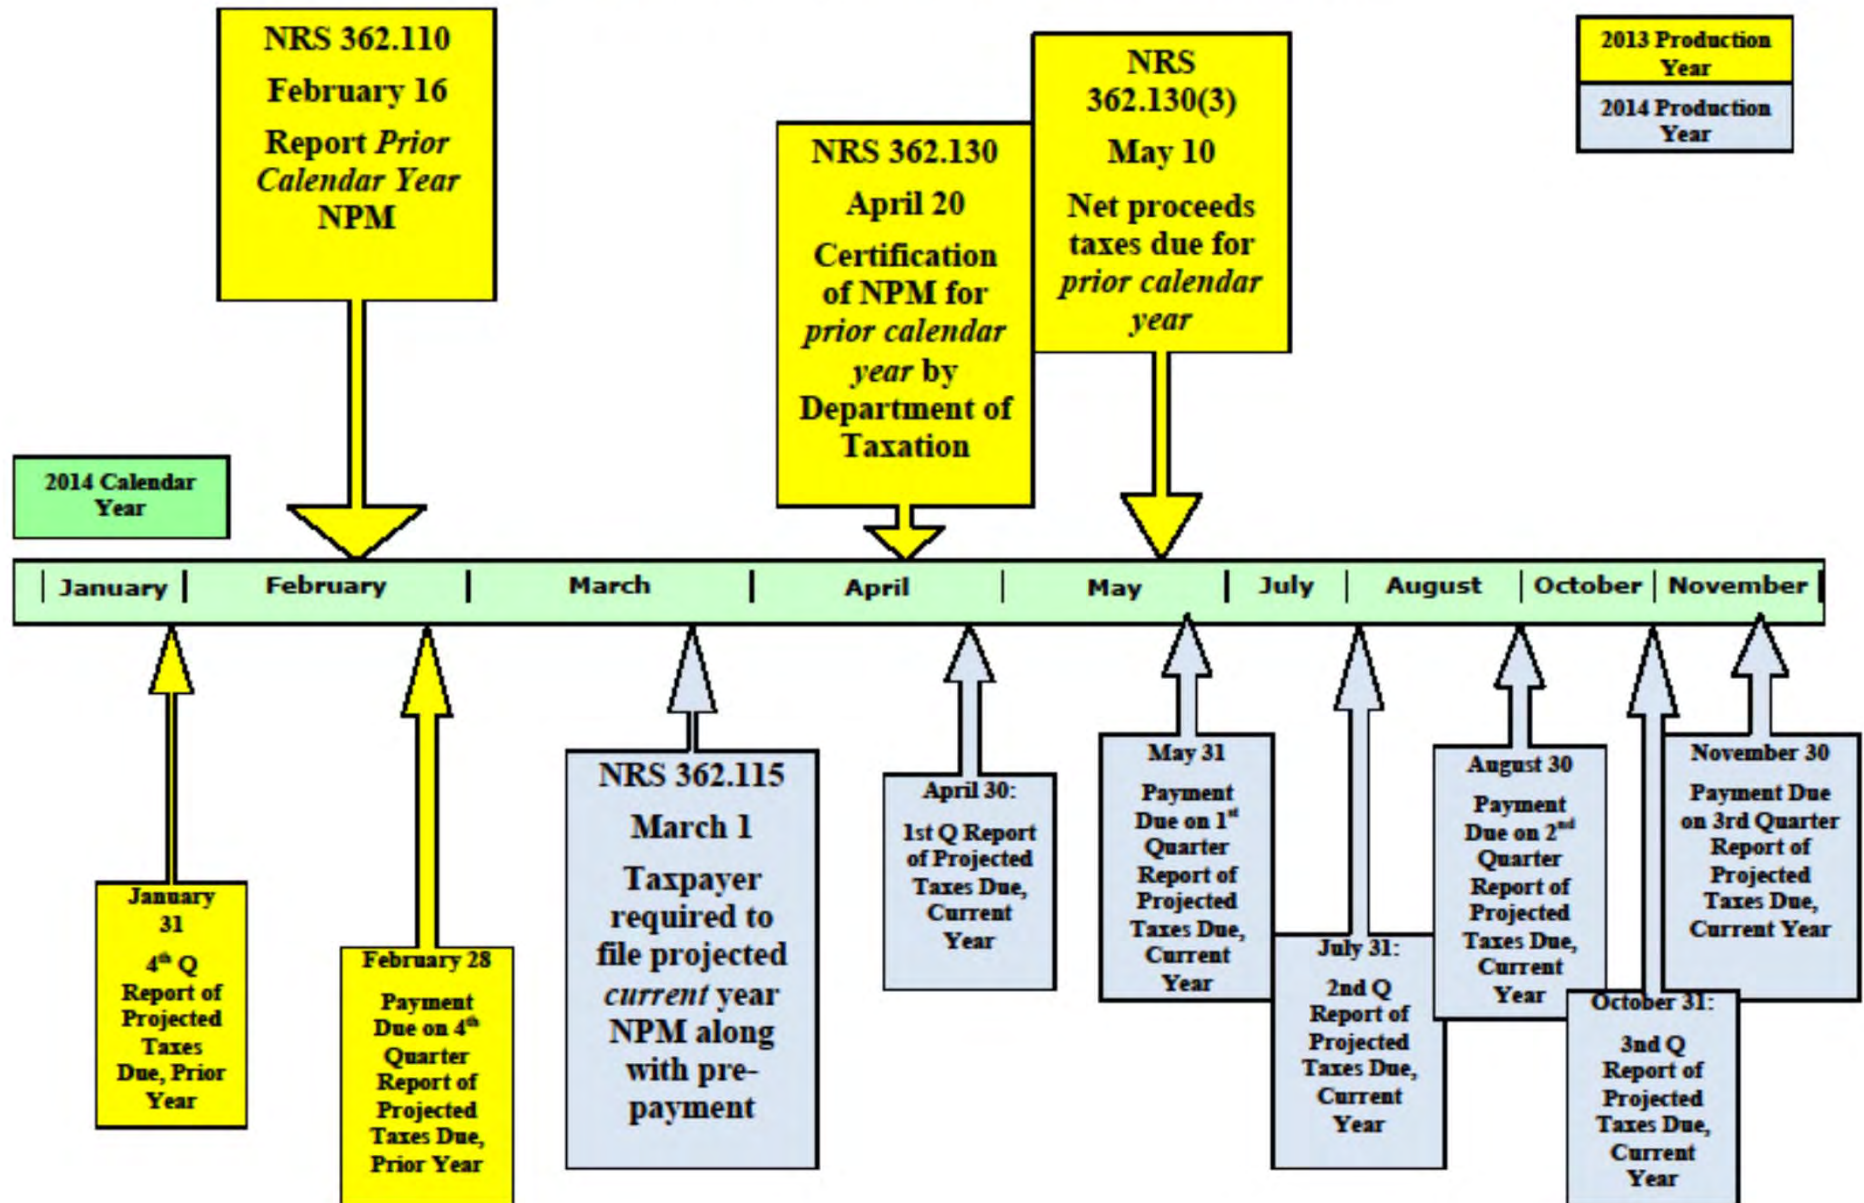 NRS 362.110
February 16
Report Prior
Calendar Year
NPM
NRS 362.130
April 20
Certification
of NPM for
prior calendar
year by
Department of
Taxation
NRS
362.130(3)
May 10
Net proceeds
taxes due for
prior calendar
year
2013 Production
Year
2014 Production
Year
2014 Calendar
Year
January
February
March
April
May
July
August
October
November
January
31
4th Q
Report of
Projected
Taxes
Due, Prior
Year
February 28
Payment
Due on 4th
Quarter
Report of
Projected
Taxes Due,
Prior Year
NRS 362.115
March 1
Taxpayer
required to
file projected
current year
NPM along
with pre-
payment
April 30:
1st Q Report
of Projected
Taxes Due,
Current
Year
May 31
Payment
Due on 1st
Quarter
Report of
Projected
Taxes Due,
Current
Year
July 31:
2nd Q
Report of
Projected
Taxes Due,
Current
Year
August 30
Payment
Due on 2nd
Quarter
Report of
Projected
Taxes Due,
Current
Year
October 31:
3nd Q
Report of
Projected
Taxes Due,
Current
Year
November 30
Payment Due
on 3rd Quarter
Report of
Projected
Taxes Due,
Current Year